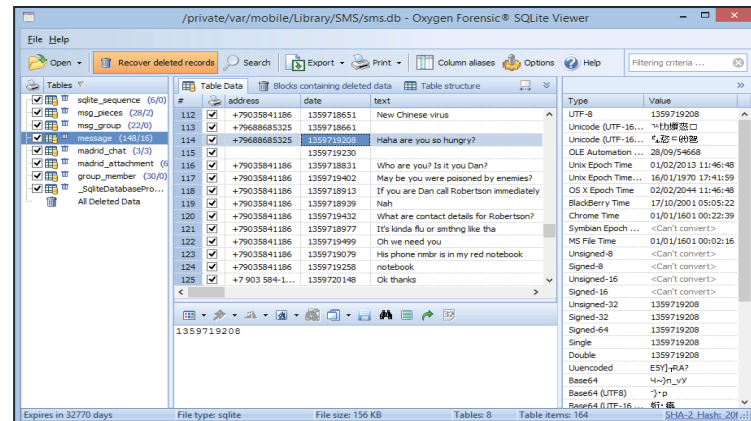 /private/var/mobile/Library/SMS/sms.db - Oxygen Forensic® SQLite Viewer
File Help
Open Recover deleted records Search Export Print Column aliases Options Help Filtering criteria ...
Tables
sqlite_sequence (6/0)
msg_pieces (28/2)
msg_group (22/0)
message (148/16)
madrid_chat (3/3)
madrid_attachment (6
group_member (30/0)
_SqliteDatabasePro...
All Deleted Data
Table Data Blocks containing deleted data Table structure
# address date text
112 +79035841186 1359718651 New Chinese virus
113 +79688685325 1359718661
114 +79688685325 1359719208 Haha are you so hungry?
115 1359719230
116 +79035841186 1359718831 Who are you? Is it you Dan?
117 +79035841186 1359719402 May be you were poisoned by enemies?
118 +79035841186 1359718913 If you are Dan call Robertson immediately
119 +79035841186 1359718939 Nah
120 +79035841186 1359719432 What are contact details for Robertson?
121 +79035841186 1359718977 It's kinda flu or smthng like tha
122 +79035841186 1359719499 Oh we need you
123 +79035841186 1359719079 His phone nmbr is in my red notebook
124 +79035841186 1359719258 notebook
125 +7 903 584-1... 1359720148 Ok thanks
1359719208
Type Value
UTF-8 1359719208
Unicode (UTF-16...
Unicode (UTF-16...
OLE Automation ... 28/09/54668
Unix Epoch Time 01/02/2013 11:46:48
Unix Epoch Time... 16/01/1970 17:41:59
OS X Epoch Time 02/02/2044 11:46:48
BlackBerry Time 17/10/2001 05:05:22
Chrome Time 01/01/1601 00:22:39
Symbian Epoch ... <Can't convert>
MS File Time 01/01/1601 00:02:16
Unsigned-8 <Can't convert>
Signed-8 <Can't convert>
Unsigned-16 <Can't convert>
Signed-16 <Can't convert>
Unsigned-32 1359719208
Signed-32 1359719208
Signed-64 1359719208
Single 1359719208
Double 1359719208
Uuencoded
Base64
Base64 (UTF8)
Base64 (UTF-16 ...
Expires in 32770 days File type: sqlite File size: 156 KB Tables: 8 Table items: 164 SHA-2 Hash: 20f